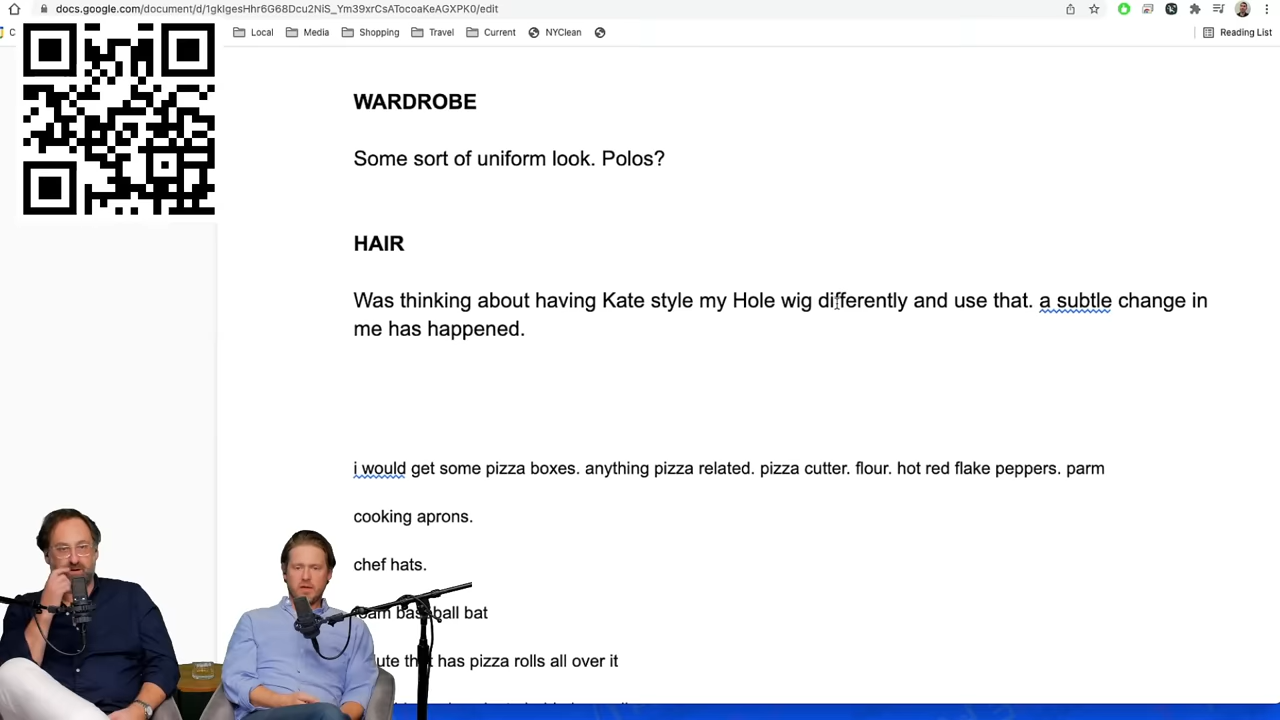 docs.google.com/document/d/1gklgesHhr6G68Dcu2NiS_Ym39xrCsATocoaKeAGXPK0/edit
Local Media Shopping Travel Current NYClean Reading List
WARDROBE
Some sort of uniform look. Polos?
HAIR
Was thinking about having Kate style my Hole wig differently and use that. a subtle change in
me has happened.
i would get some pizza boxes. anything pizza related. pizza cutter. flour. hot red flake peppers. parm
cooking aprons.
chef hats.
baseball bat
has pizza rolls all over it